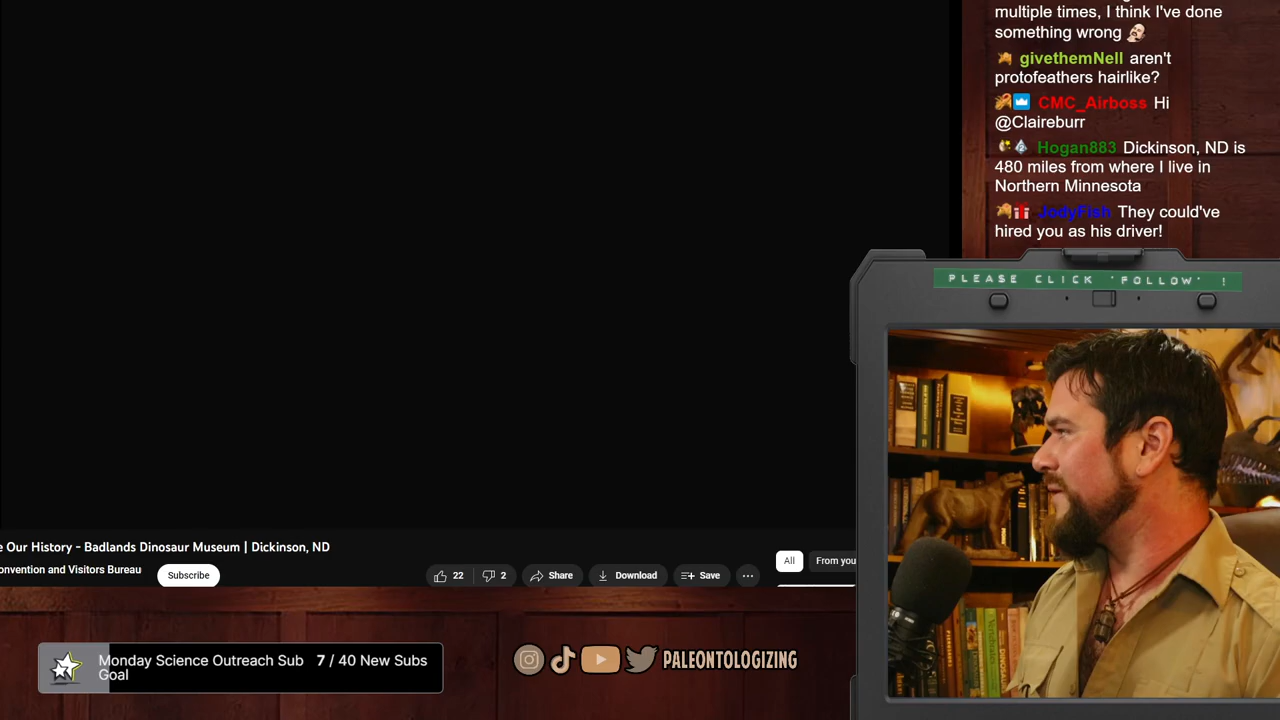 multiple times, I think I've done
something wrong
givethemNell aren't
protofeathers hairlike?
CMC_Airboss Hi
@Claireburr
Hogan883 Dickinson, ND is
480 miles from where I live in
Northern Minnesota
JodyFish They could've
hired you as his driver!
PLEASE CLICK 'FOLLOW' !
e Our History - Badlands Dinosaur Museum | Dickinson, ND
onvention and Visitors Bureau
Subscribe
22
2
Share
Download
Save
All
From you
7
Monday Science Outreach Sub
Goal
7 / 40 New Subs
PALEONTOLOGIZING